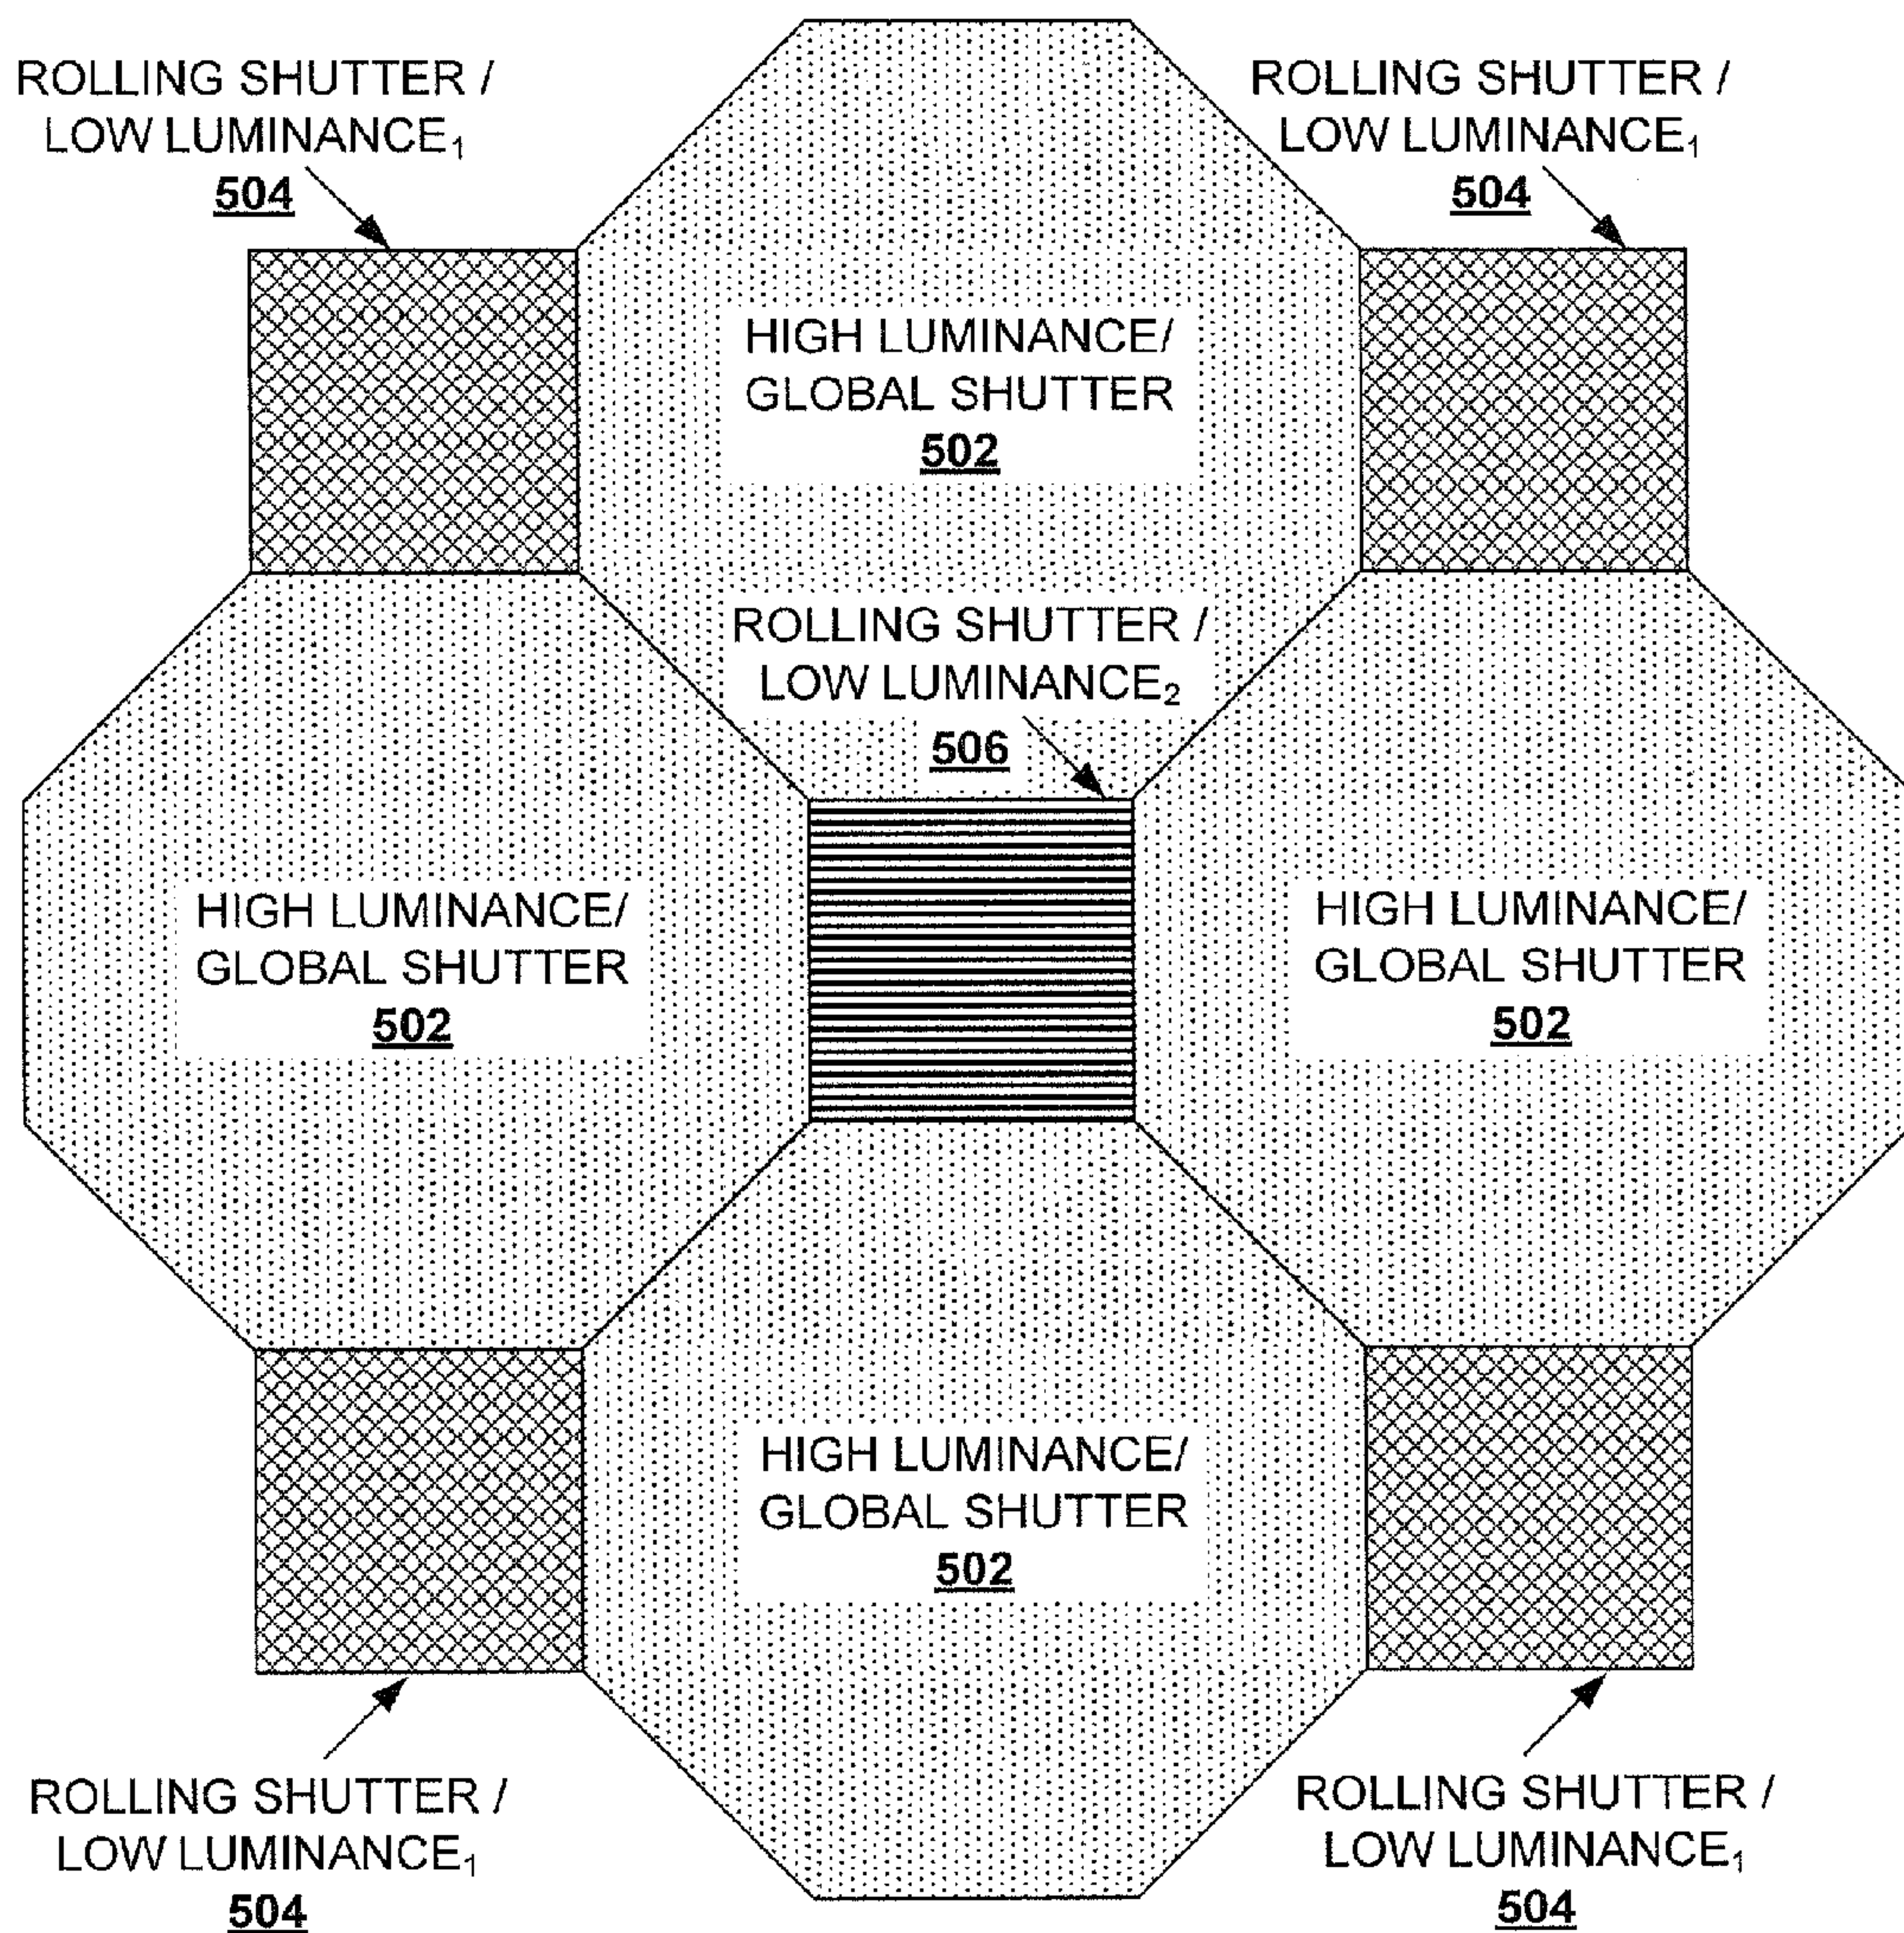 ROLLING SHUTTER /
LOW LUMINANCE₁
504
ROLLING SHUTTER /
LOW LUMINANCE₁
504
HIGH LUMINANCE/
GLOBAL SHUTTER
502
ROLLING SHUTTER /
LOW LUMINANCE₂
506
HIGH LUMINANCE/
GLOBAL SHUTTER
502
HIGH LUMINANCE/
GLOBAL SHUTTER
502
HIGH LUMINANCE/
GLOBAL SHUTTER
502
ROLLING SHUTTER /
LOW LUMINANCE₁
504
ROLLING SHUTTER /
LOW LUMINANCE₁
504